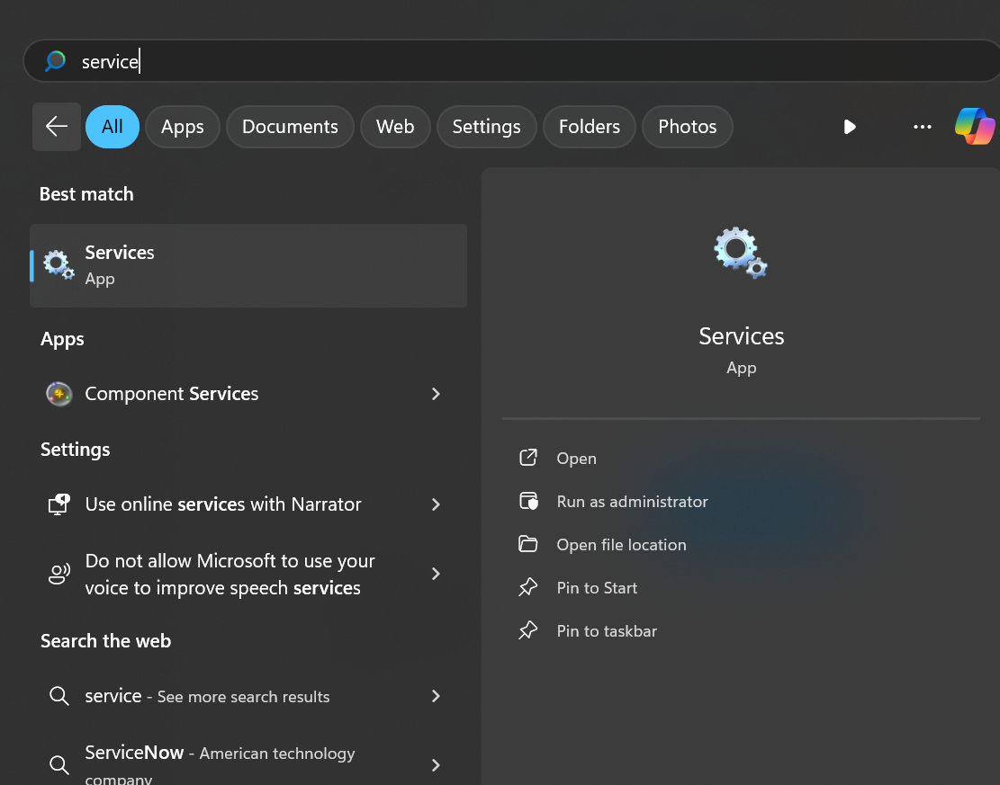 service
All
Apps
Documents
Web
Settings
Folders
Photos
Best match
Services
App
Apps
Component Services
Settings
Use online services with Narrator
Do not allow Microsoft to use your
voice to improve speech services
Search the web
service - See more search results
ServiceNow - American technology
company
Services
App
Open
Run as administrator
Open file location
Pin to Start
Pin to taskbar